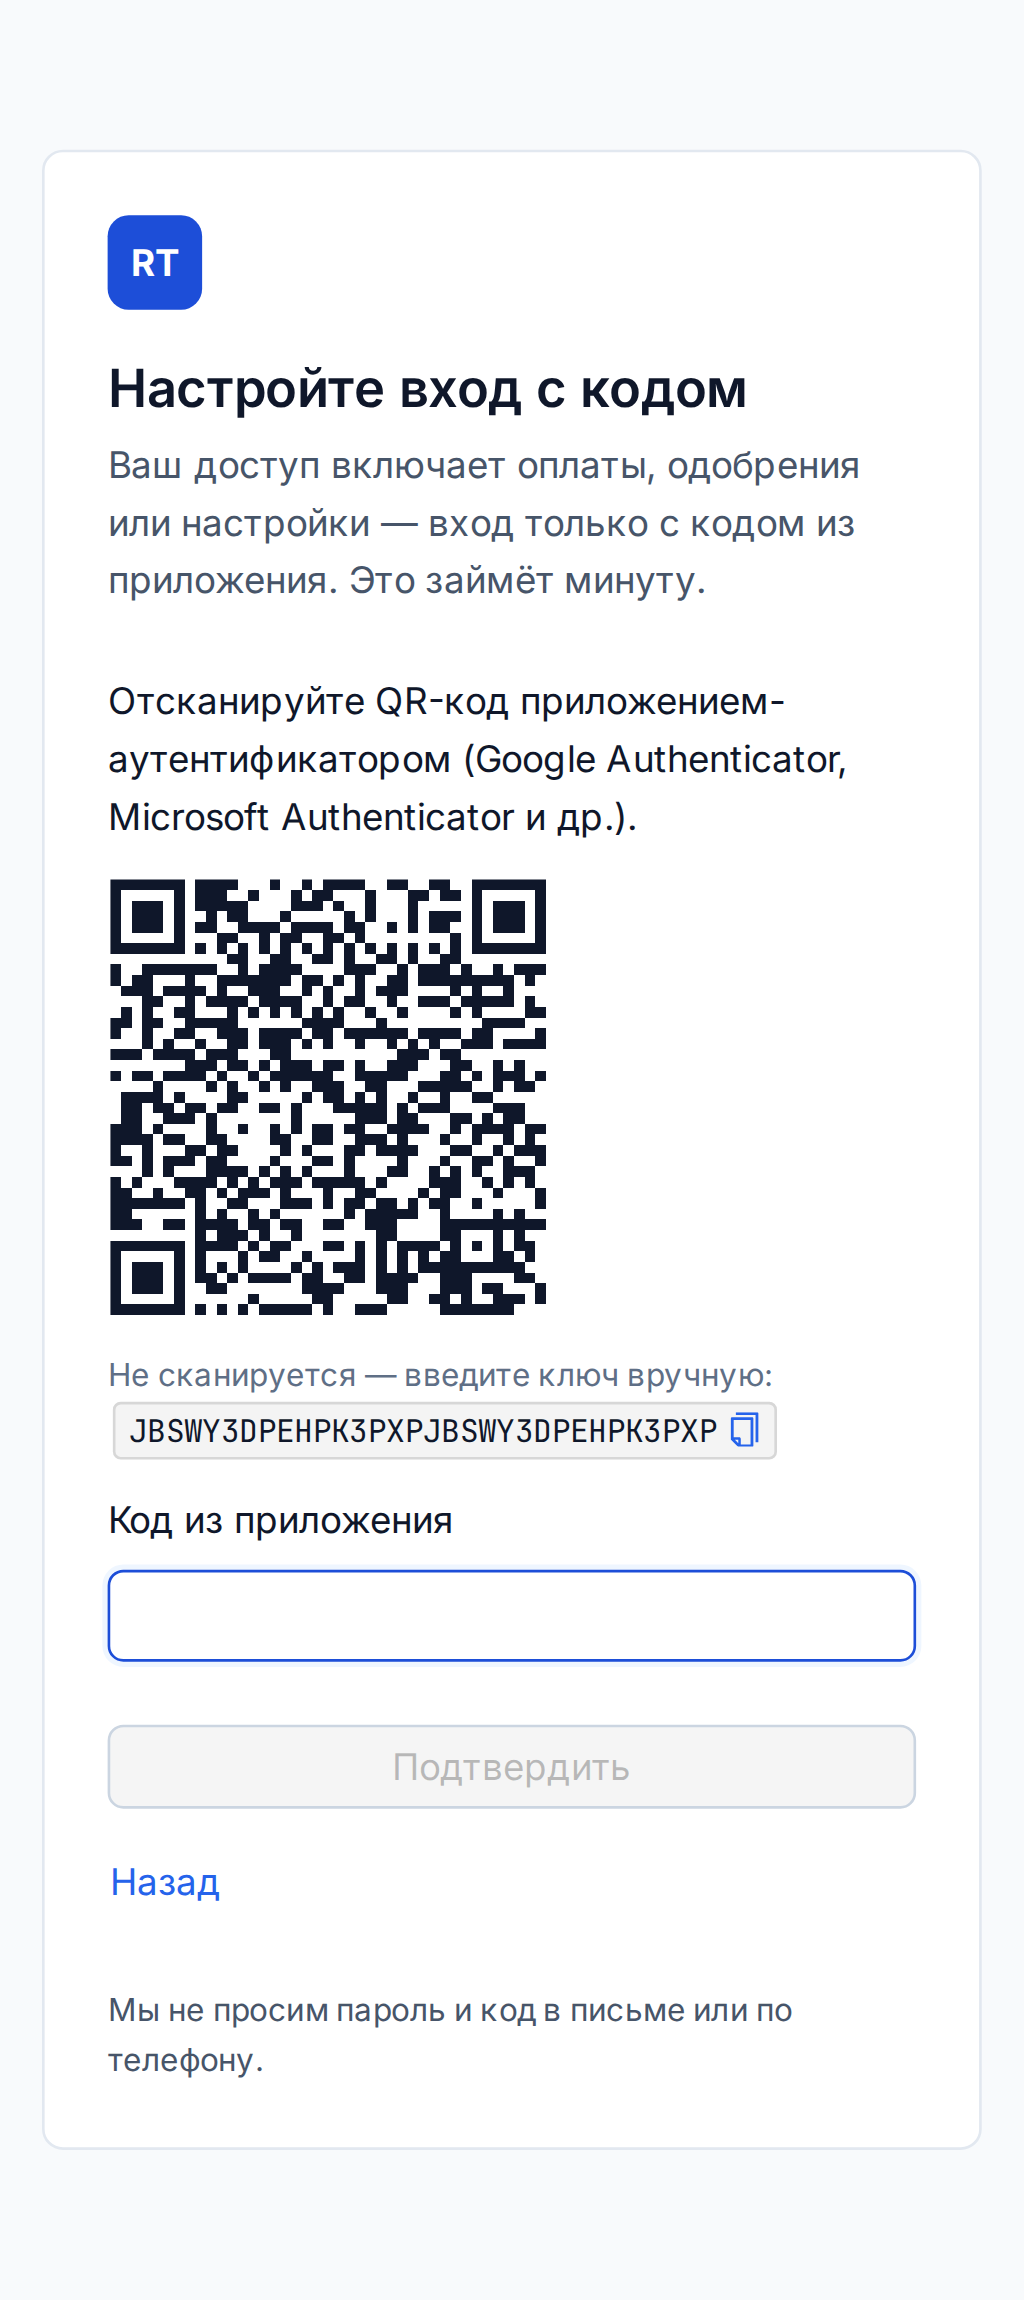 RT
Настройте вход с кодом
Ваш доступ включает оплаты, одобрения
или настройки — вход только с кодом из
приложения. Это займёт минуту.
Отсканируйте QR-код приложением-
аутентификатором (Google Authenticator,
Microsoft Authenticator и др.).
Не сканируется — введите ключ вручную:
JBSWY3DPEHPK3PXPJBSWY3DPEHPK3PXP
Код из приложения
Подтвердить
Назад
Мы не просим пароль и код в письме или по
телефону.